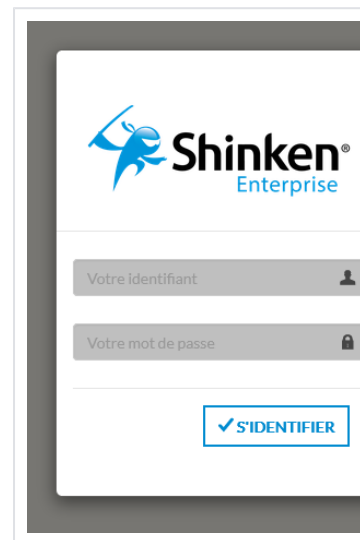 Shinken®
Enterprise
Votre identifiant
Votre mot de passe
S'IDENTIFIER